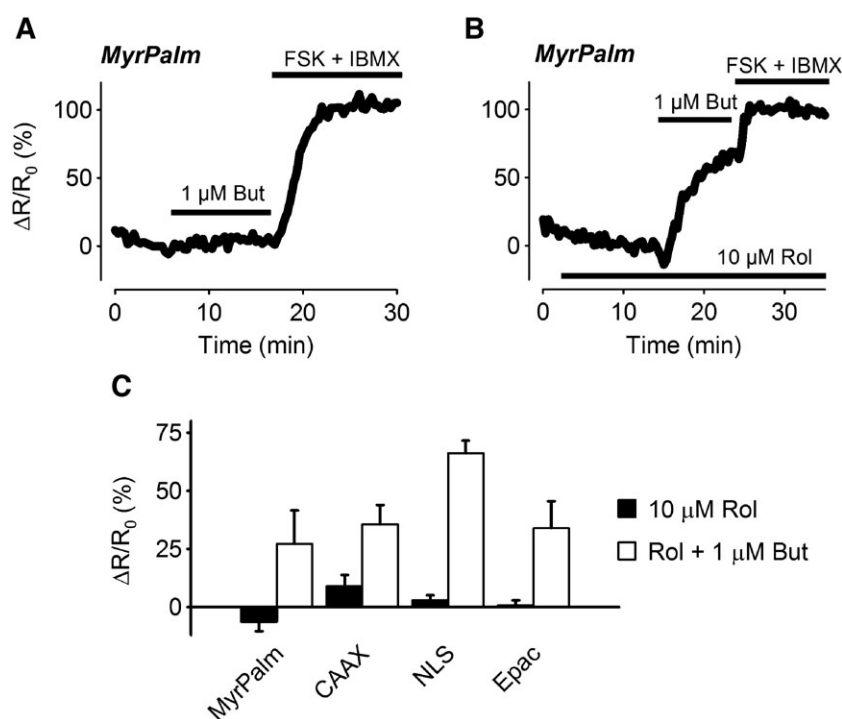 A
MyrPalm
FSK + IBMX
1 µM But
ΔR/R0 (%)
100
50
0
0
10
20
30
Time (min)
B
MyrPalm
FSK + IBMX
1 µM But
100
50
0
10 µM Rol
0
10
20
30
Time (min)
C
ΔR/R0 (%)
75
50
25
0
10 µM Rol
Rol + 1 µM But
MyrPalm
CAAX
NLS
Epac